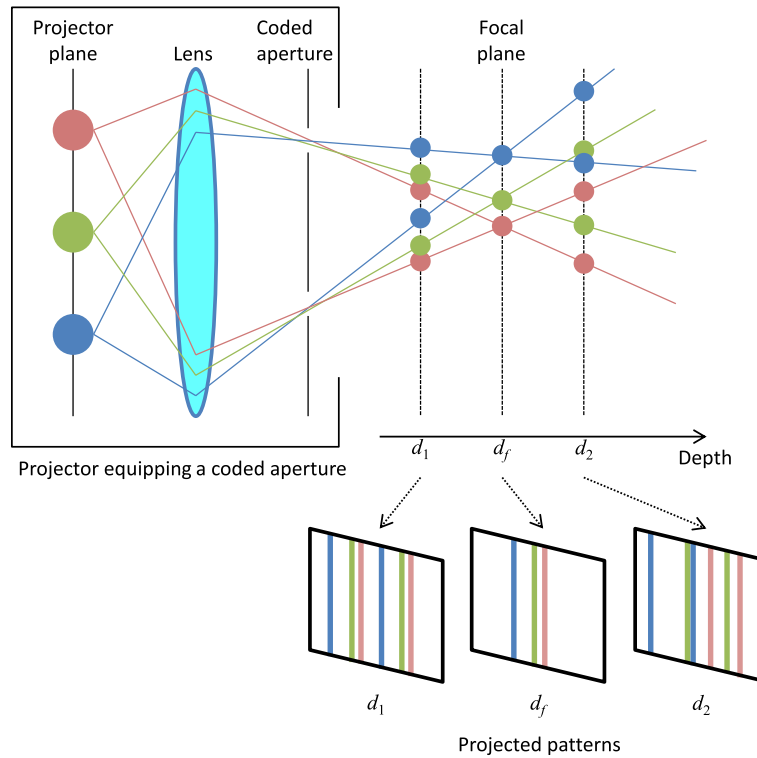 Projector
plane
Lens
Coded
aperture
Focal
plane
d1
df
d2
Depth
Projector equipping a coded aperture
d1
df
d2
Projected patterns